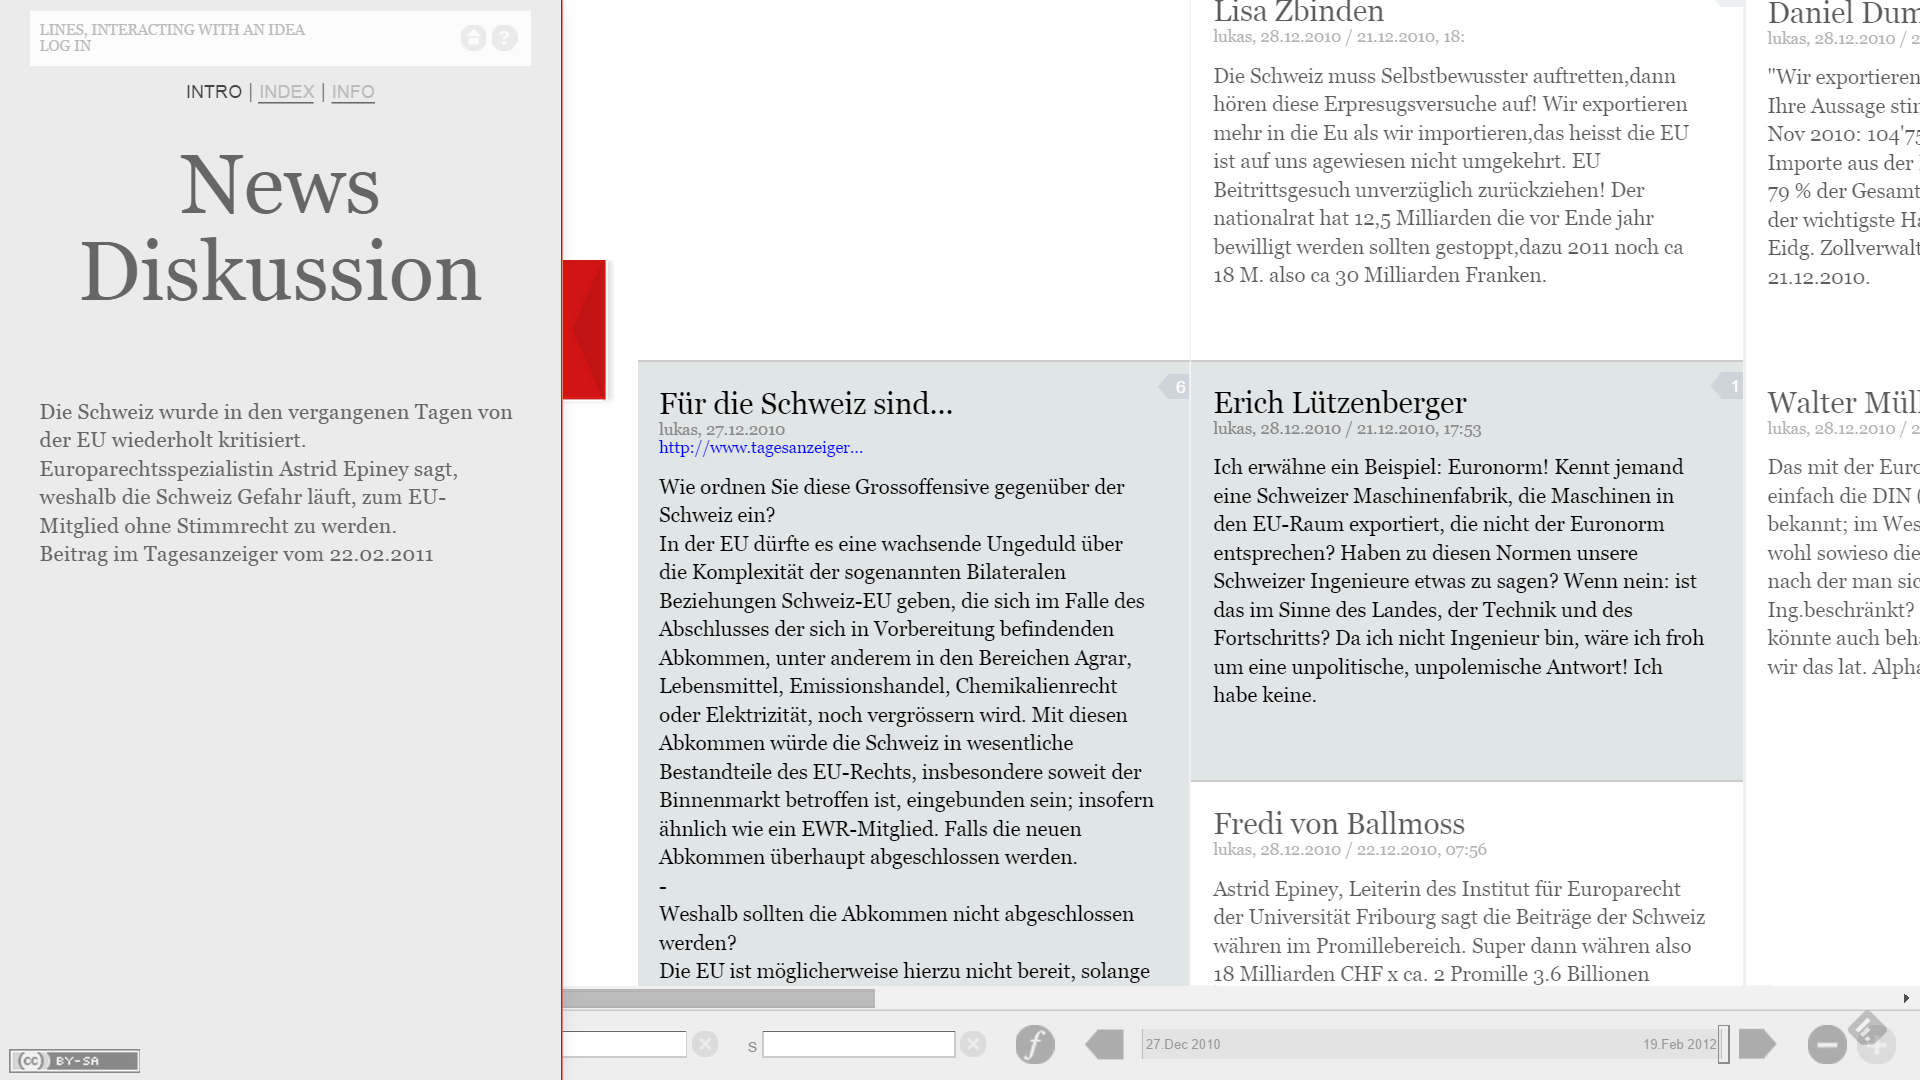 LINES, INTERACTING WITH AN IDEA
LOG IN
INTRO | INDEX | INFO
News
Diskussion
Die Schweiz wurde in den vergangenen Tagen von
der EU wiederholt kritisiert.
Europarechtsspezialistin Astrid Epiney sagt,
weshalb die Schweiz Gefahr läuft, zum EU-
Mitglied ohne Stimmrecht zu werden.
Beitrag im Tagesanzeiger vom 22.02.2011
BY-SA
6
Für die Schweiz sind...
lukas, 27.12.2010
http://www.tagesanzeiger...
Wie ordnen Sie diese Grossoffensive gegenüber der
Schweiz ein?
In der EU dürfte es eine wachsende Ungeduld über
die Komplexität der sogenannten Bilateralen
Beziehungen Schweiz-EU geben, die sich im Falle des
Abschlusses der sich in Vorbereitung befindenden
Abkommen, unter anderem in den Bereichen Agrar,
Lebensmittel, Emissionshandel, Chemikalienrecht
oder Elektrizität, noch vergrössern wird. Mit diesen
Abkommen würde die Schweiz in wesentliche
Bestandteile des EU-Rechts, insbesondere soweit der
Binnenmarkt betroffen ist, eingebunden sein; insofern
ähnlich wie ein EWR-Mitglied. Falls die neuen
Abkommen überhaupt abgeschlossen werden.
-
Weshalb sollten die Abkommen nicht abgeschlossen
werden?
Die EU ist möglicherweise hierzu nicht bereit, solange
Lisa Zbinden
lukas, 28.12.2010 / 21.12.2010, 18:
Die Schweiz muss Selbstbewusster auftretten,dann
hören diese Erpresugsversuche auf! Wir exportieren
mehr in die Eu als wir importieren,das heisst die EU
ist auf uns agewiesen nicht umgekehrt. EU
Beitrittsgesuch unverzüglich zurückziehen! Der
nationalrat hat 12,5 Milliarden die vor Ende jahr
bewilligt werden sollten gestoppt,dazu 2011 noch ca
18 M. also ca 30 Milliarden Franken.
1
Erich Lützenberger
lukas, 28.12.2010 / 21.12.2010, 17:53
Ich erwähne ein Beispiel: Euronorm! Kennt jemand
eine Schweizer Maschinenfabrik, die Maschinen in
den EU-Raum exportiert, die nicht der Euronorm
entsprechen? Haben zu diesen Normen unsere
Schweizer Ingenieure etwas zu sagen? Wenn nein: ist
das im Sinne des Landes, der Technik und des
Fortschritts? Da ich nicht Ingenieur bin, wäre ich froh
um eine unpolitische, unpolemische Antwort! Ich
habe keine.
Fredi von Ballmoss
lukas, 28.12.2010 / 22.12.2010, 07:56
Astrid Epiney, Leiterin des Institut für Europarecht
der Universität Fribourg sagt die Beiträge der Schweiz
währen im Promillebereich. Super dann währen also
18 Milliarden CHF x ca. 2 Promille 3.6 Billionen
Daniel Dum
lukas, 28.12.2010 / 2
"Wir exportieren
Ihre Aussage stin
Nov 2010: 104'75
Importe aus der
79 % der Gesamt
der wichtigste Ha
Eidg. Zollverwalt
21.12.2010.
Walter Mül
lukas, 28.12.2010 / 2
Das mit der Euro
einfach die DIN (
bekannt; im Wes
wohl sowieso die
nach der man sic
Ing.beschränkt?
könnte auch beha
wir das lat. Alpha
s
27.Dec 2010
19.Feb 2012